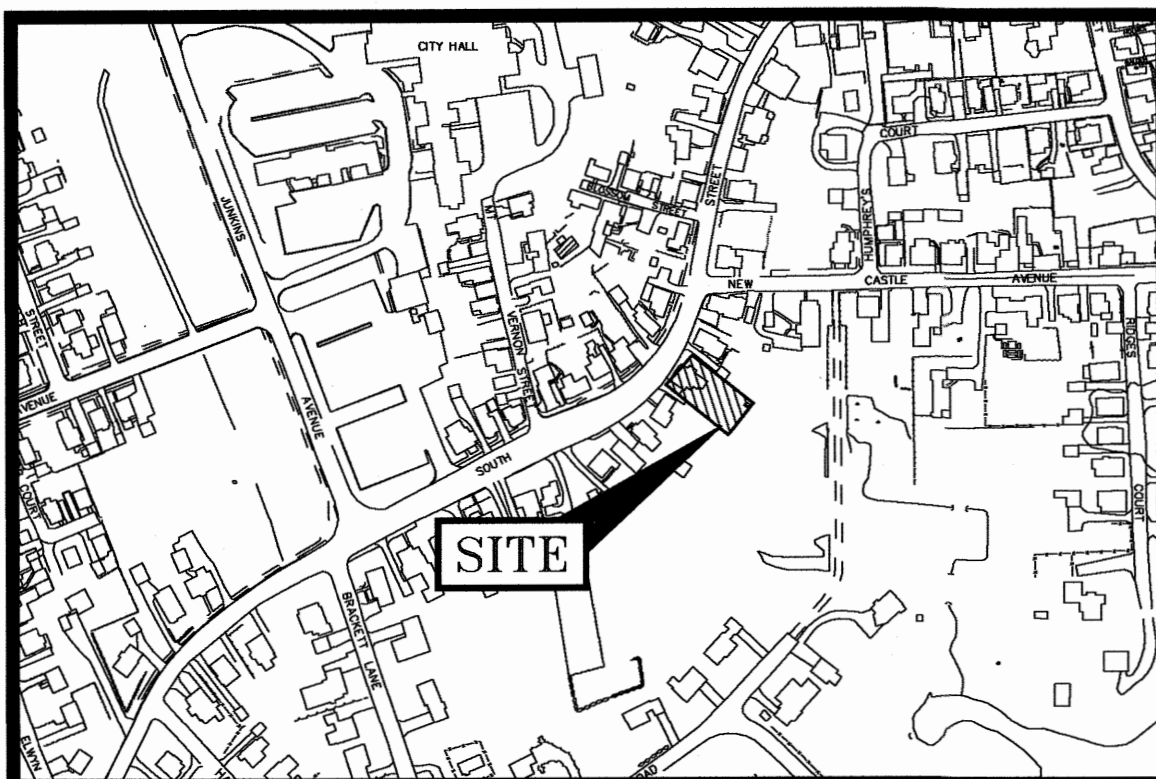 CITY HALL
COURT
JUNKINS
BLOSSOM STREET
STREET
HUMPHREY'S
MT
NEW CASTLE AVENUE
STREET
VERNON STREET
RIDGES
AVENUE
AVENUE
SOUTH
COURT
COURT
SITE
BRACKETT LANE
ELWYN